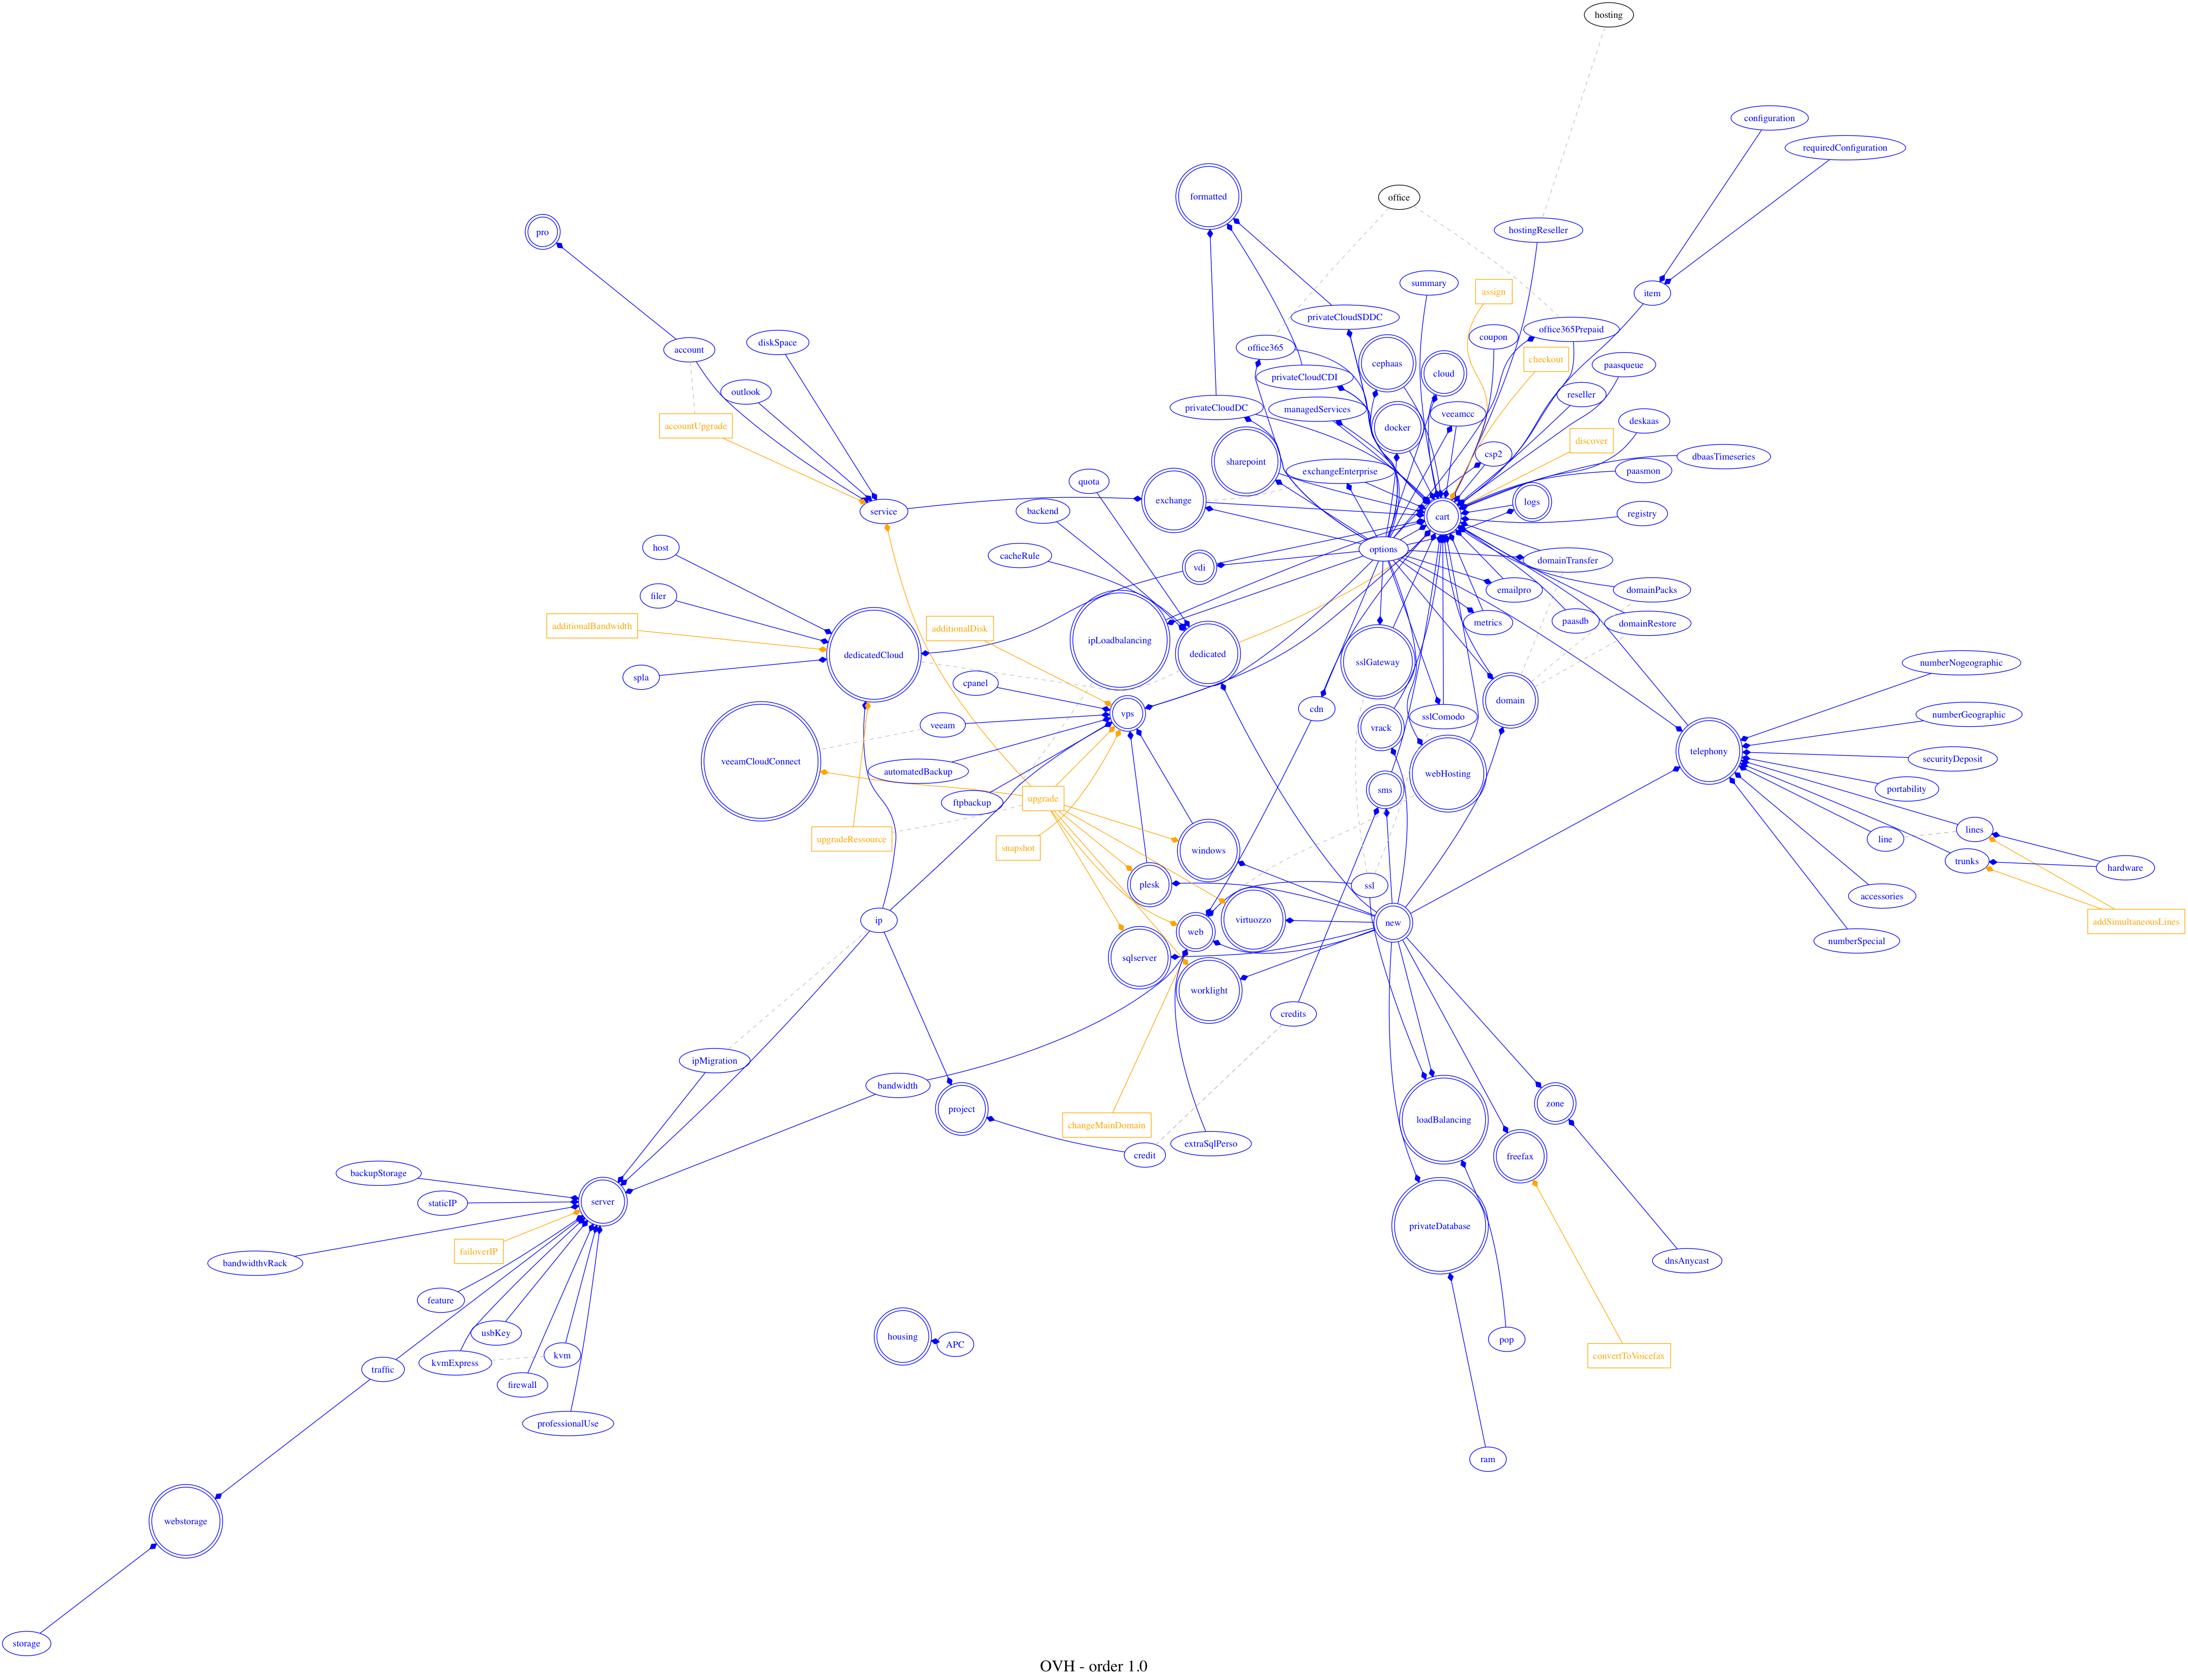 hosting
configuration
requiredConfiguration
formatted
office
pro
hostingReseller
summary
assign
item
privateCloudSDDC
office365Prepaid
coupon
diskSpace
account
office365
checkout
cephaas
paasqueue
cloud
privateCloudCDI
outlook
reseller
privateCloudDC
managedServices
veeamcc
deskaas
accountUpgrade
docker
discover
csp2
dbaasTimeseries
sharepoint
exchangeEnterprise
paasmon
quota
exchange
logs
service
backend
cart
registry
host
options
cacheRule
domainTransfer
vdi
filer
emailpro
domainPacks
additionalBandwidth
additionalDisk
metrics
paasdb
domainRestore
ipLoadbalancing
dedicatedCloud
dedicated
sslGateway
numberNogeographic
spla
cpanel
domain
cdn
vps
sslComodo
numberGeographic
veeam
vrack
telephony
veeamCloudConnect
securityDeposit
automatedBackup
webHosting
sms
portability
ftpbackup
upgrade
lines
upgradeRessource
line
snapshot
windows
trunks
hardware
plesk
ssl
accessories
ip
virtuozzo
new
addSimultaneousLines
web
numberSpecial
sqlserver
worklight
credits
ipMigration
bandwidth
project
zone
loadBalancing
changeMainDomain
extraSqlPerso
credit
freefax
backupStorage
staticIP
server
privateDatabase
failoverIP
bandwidthvRack
dnsAnycast
feature
usbKey
housing
APC
pop
kvmExpress
kvm
convertToVoicefax
traffic
firewall
professionalUse
ram
webstorage
storage
OVH - order 1.0